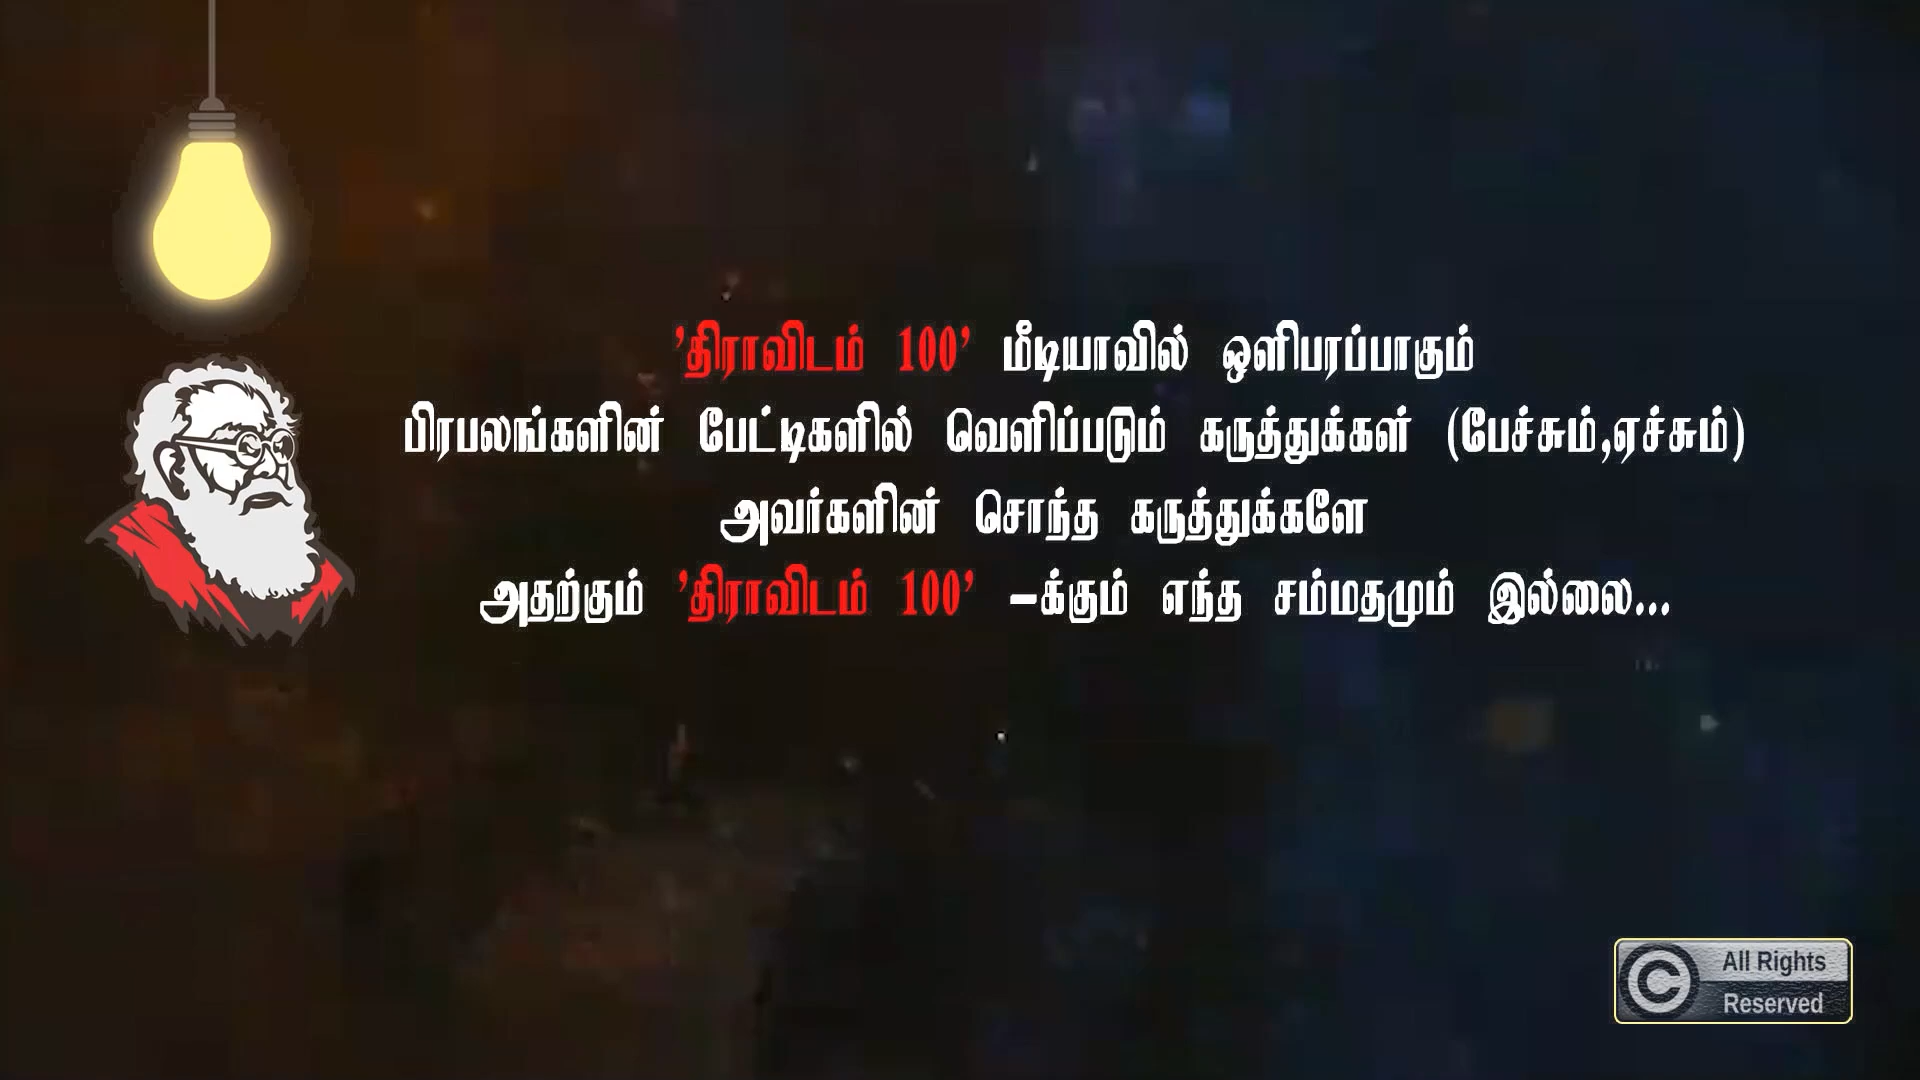 'திராவிடம் 100' மீடியாவில் ஒளிபரப்பாகும்
பிரபலங்களின் பேட்டிகளில் வெளிப்படும் கருத்துக்கள் (பேச்சும்,ஏச்சும்)
அவர்களின் சொந்த கருத்துக்களே
அதற்கும் 'திராவிடம் 100' -க்கும் எந்த சம்மதமும் இல்லை...
© All Rights
Reserved